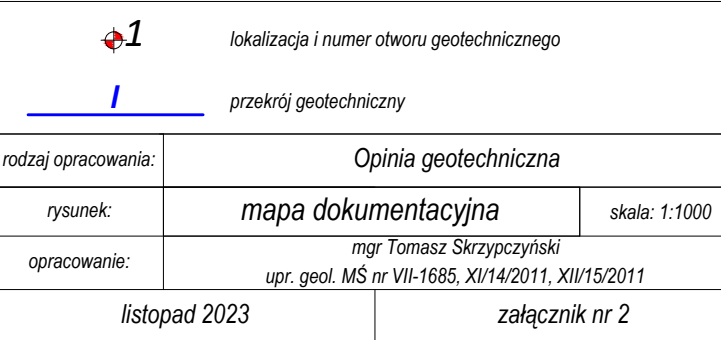 1 lokalizacja i numer otworu geotechnicznego
I przekrój geotechniczny
rodzaj opracowania: Opinia geotechniczna
rysunek: mapa dokumentacyjna skala: 1:1000
opracowanie: mgr Tomasz Skrzypczyński
upr. geol. MŚ nr VII-1685, XI/14/2011, XII/15/2011
listopad 2023 załącznik nr 2